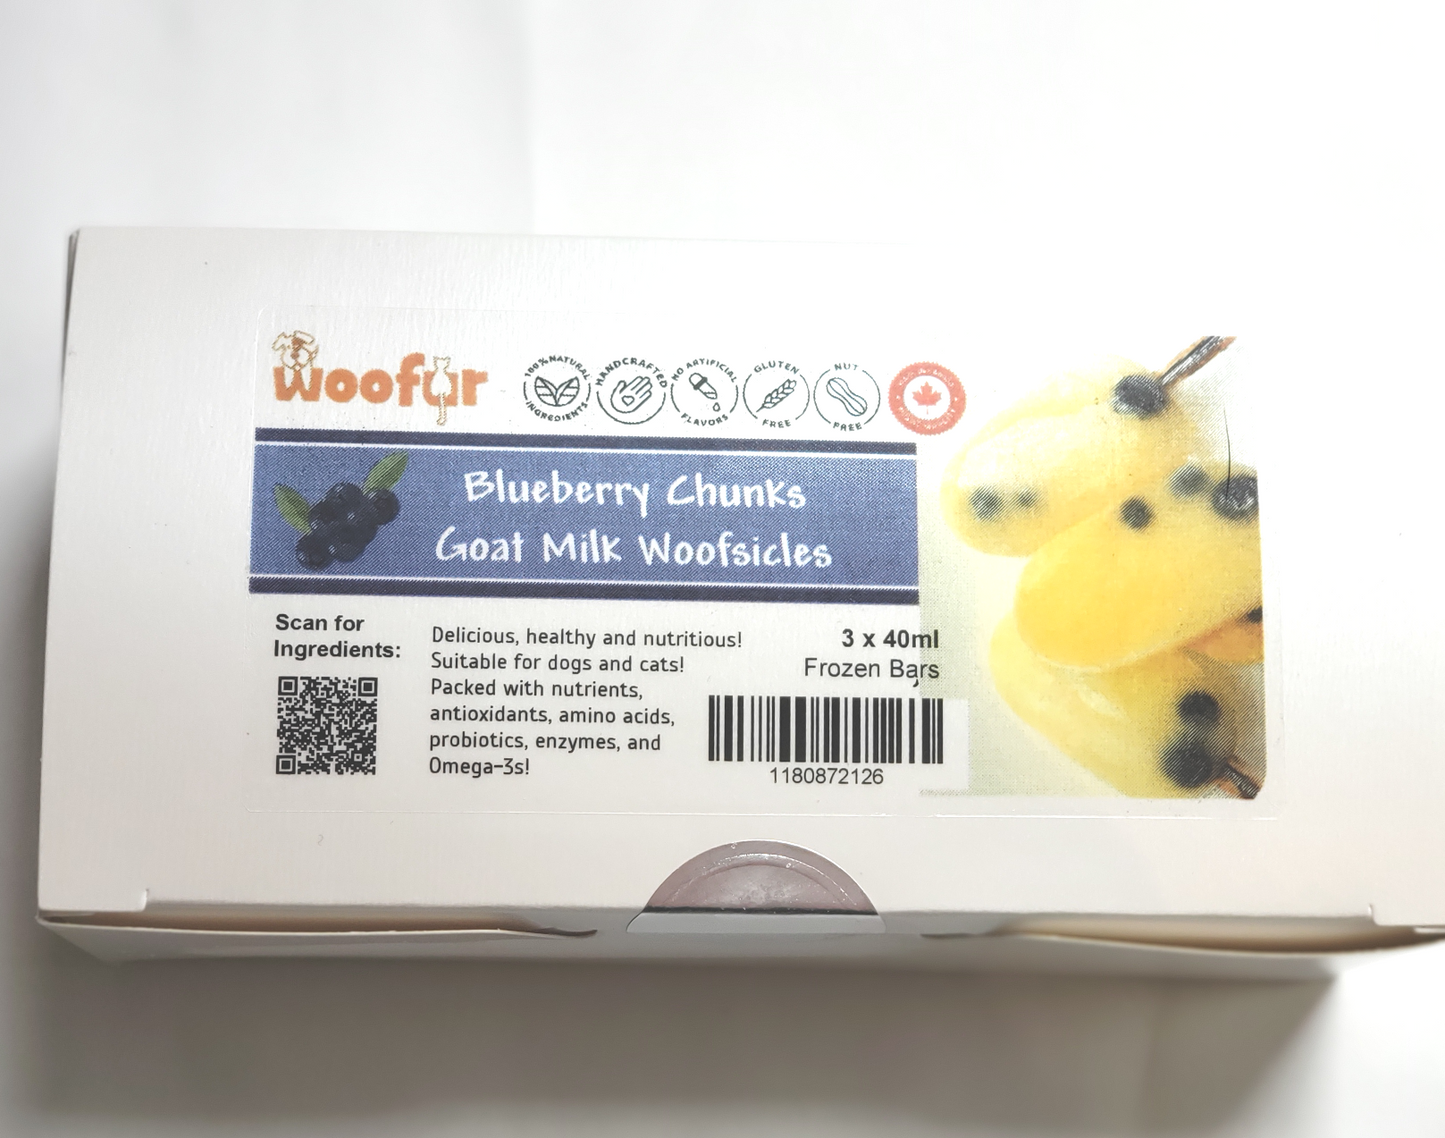 woofur
100% NATURAL INGREDIENTS
HANDCRAFTED
NO ARTIFICIAL FLAVORS
GLUTEN FREE
NUT FREE
Blueberry Chunks
Goat Milk Woofsicles
Scan for
Ingredients:
Delicious, healthy and nutritious!
Suitable for dogs and cats!
Packed with nutrients,
antioxidants, amino acids,
probiotics, enzymes, and
Omega-3s!
3 x 40ml
Frozen Bars
1180872126